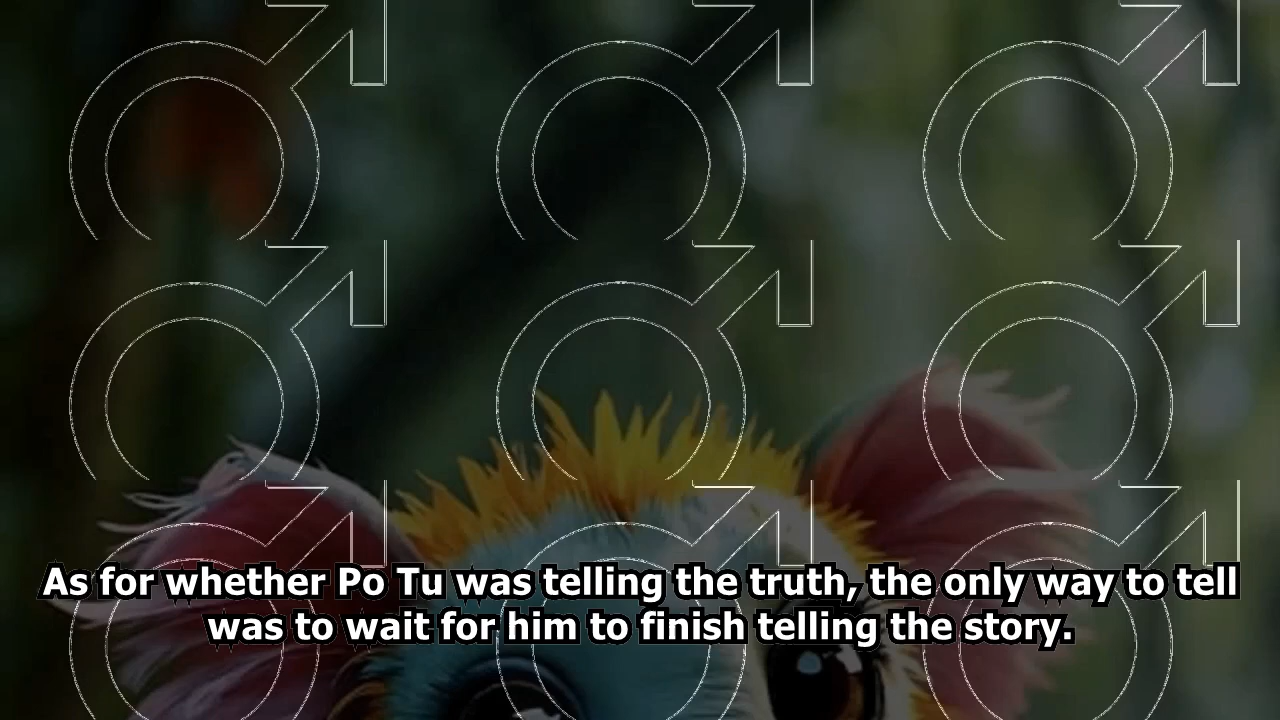 As for whether Po Tu was telling the truth, the only way to tell
was to wait for him to finish telling the story.